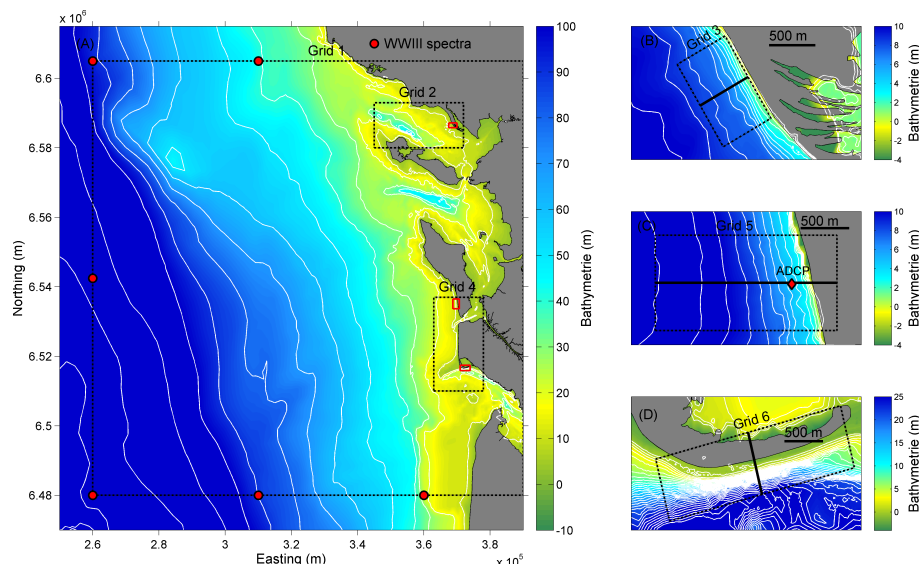 x 10⁶
(A)
WWIII spectra
Grid 1
Grid 2
Grid 4
6.6
6.58
6.56
6.54
6.52
6.5
6.48
Northing (m)
2.6
2.8
3
3.2
3.4
3.6
3.8
Easting (m)
x 10⁵
100
90
80
70
60
50
40
30
20
10
0
-10
Bathymetrie (m)
(B)
Grid 3
500 m
10
8
6
4
2
0
-2
-4
Bathymetrie (m)
(C)
Grid 5
500 m
ADCP
10
8
6
4
2
0
-2
-4
Bathymetrie (m)
(D)
Grid 6
500 m
25
20
15
10
5
0
Bathymetrie (m)